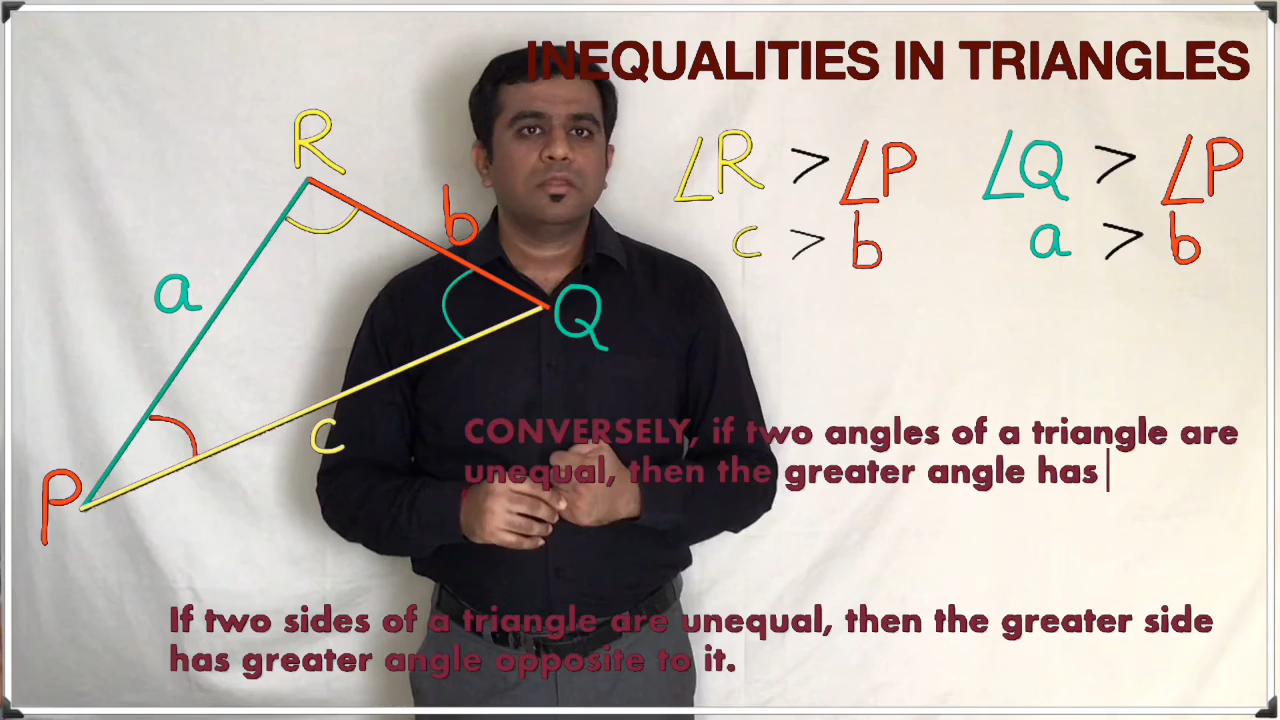 INEQUALITIES IN TRIANGLES
R
∠R > ∠P
∠Q > ∠P
b
c > b
a > b
a
Q
c
CONVERSELY, if two angles of a triangle are
unequal, then the greater angle has
P
If two sides of a triangle are unequal, then the greater side
has greater angle opposite to it.